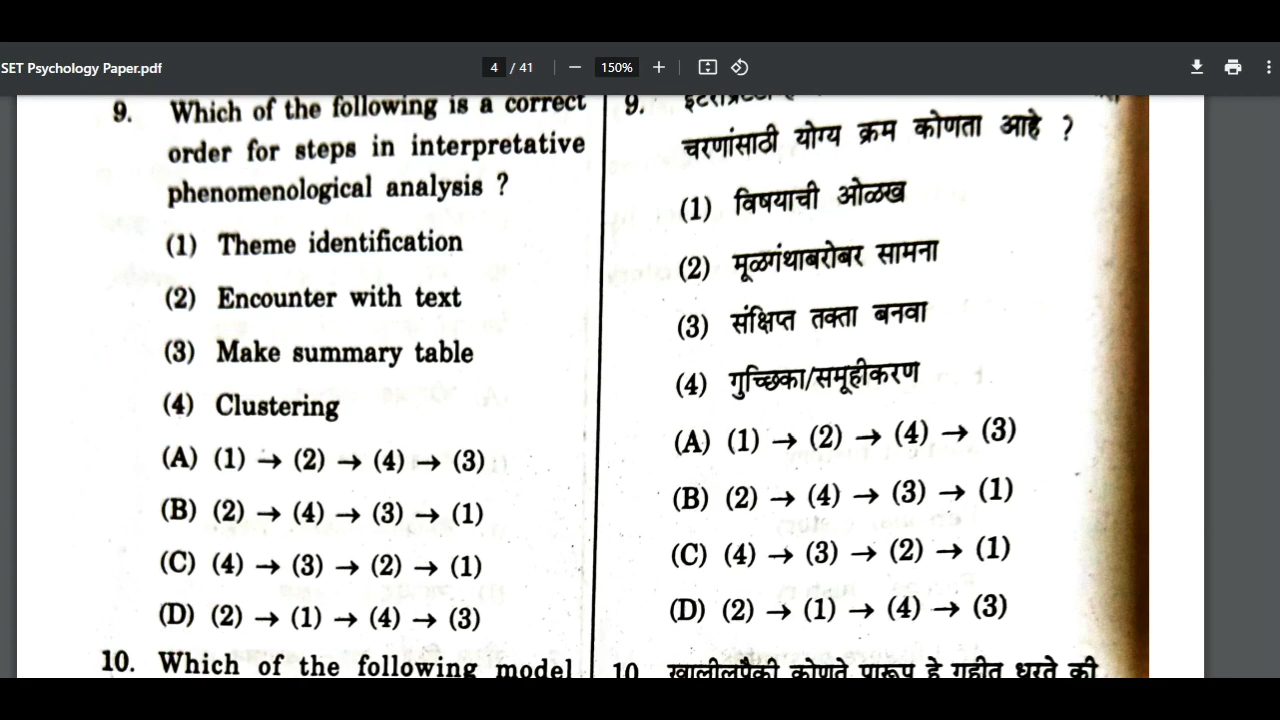 SET Psychology Paper.pdf
4 / 41
150%
9. Which of the following is a correct
order for steps in interpretative
phenomenological analysis ?
(1) Theme identification
(2) Encounter with text
(3) Make summary table
(4) Clustering
(A) (1) → (2) → (4) → (3)
(B) (2) → (4) → (3) → (1)
(C) (4) → (3) → (2) → (1)
(D) (2) → (1) → (4) → (3)
10. Which of the following model
9.
चरणांसाठी योग्य क्रम कोणता आहे ?
(1) विषयाची ओळख
(2) मूळगंथाबरोबर सामना
(3) संक्षिप्त तक्ता बनवा
(4) गुच्छिका/समूहीकरण
(A) (1) → (2) → (4) → (3)
(B) (2) → (4) → (3) → (1)
(C) (4) → (3) → (2) → (1)
(D) (2) → (1) → (4) → (3)
10. खालीलपैकी कोणते प्रारूप हे गृहीत धरते की